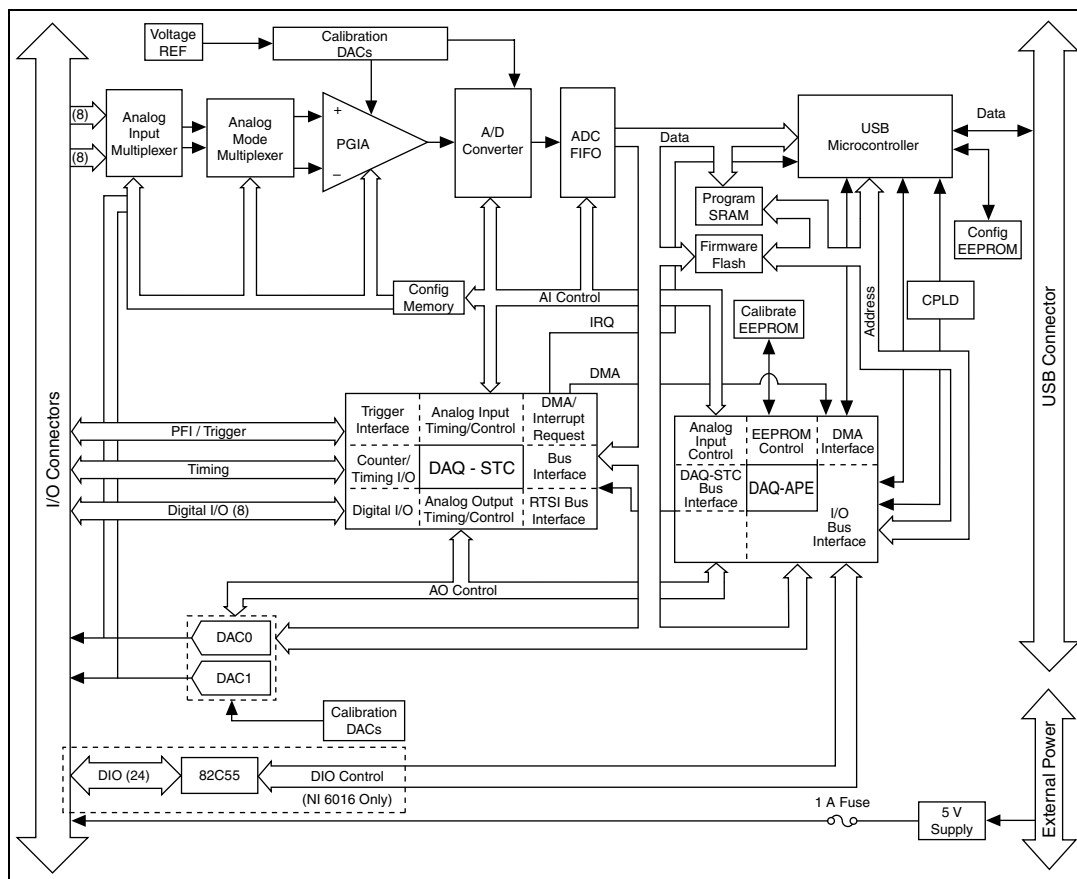 Voltage
REF
Calibration
DACs
(8)
(8)
Analog
Input
Multiplexer
Analog
Mode
Multiplexer
+
PGIA
–
A/D
Converter
ADC
FIFO
Data
USB
Microcontroller
Data
Program
SRAM
Firmware
Flash
Config
EEPROM
Config
Memory
AI Control
IRQ
Calibrate
EEPROM
Address
CPLD
DMA
I/O Connectors
USB Connector
PFI / Trigger
Timing
Digital I/O (8)
Trigger
Interface
Analog Input
Timing/Control
DMA/
Interrupt
Request
Counter/
Timing I/O
DAQ - STC
Bus
Interface
Digital I/O
Analog Output
Timing/Control
RTSI Bus
Interface
Analog
Input
Control
EEPROM
Control
DMA
Interface
DAQ-STC
Bus
Interface
DAQ-APE
I/O
Bus
Interface
AO Control
DAC0
DAC1
Calibration
DACs
DIO (24)
82C55
DIO Control
(NI 6016 Only)
1 A Fuse
5 V
Supply
External Power